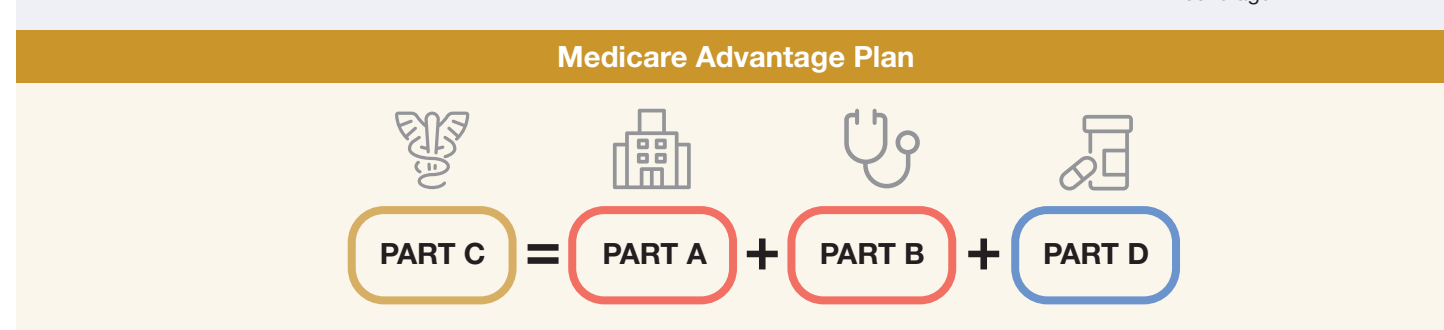 Medicare Advantage Plan
PART C = PART A + PART B + PART D